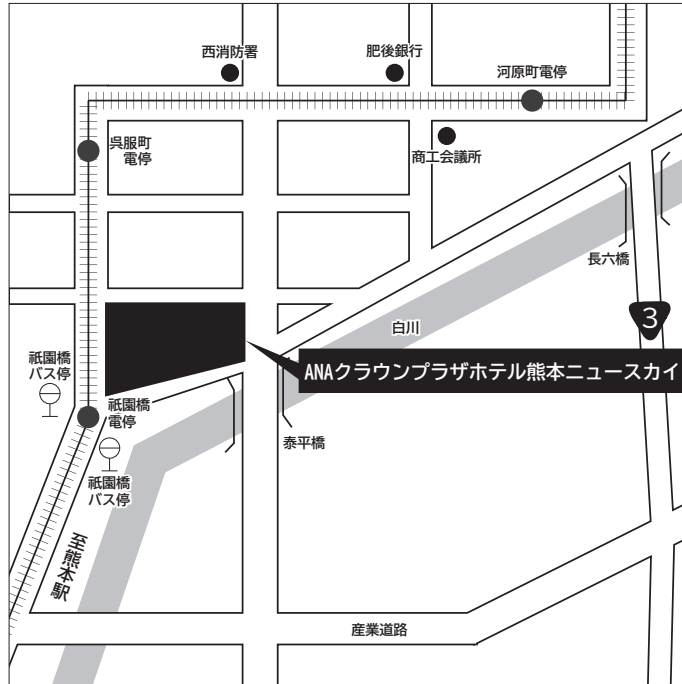 西消防署
肥後銀行
河原町電停
呉服町
電停
商工会議所
長六橋
3
白川
ANAクラウンプラザホテル熊本ニュースカイ
祇園橋
バス停
祇園橋
電停
泰平橋
祇園橋
バス停
至熊本駅
産業道路